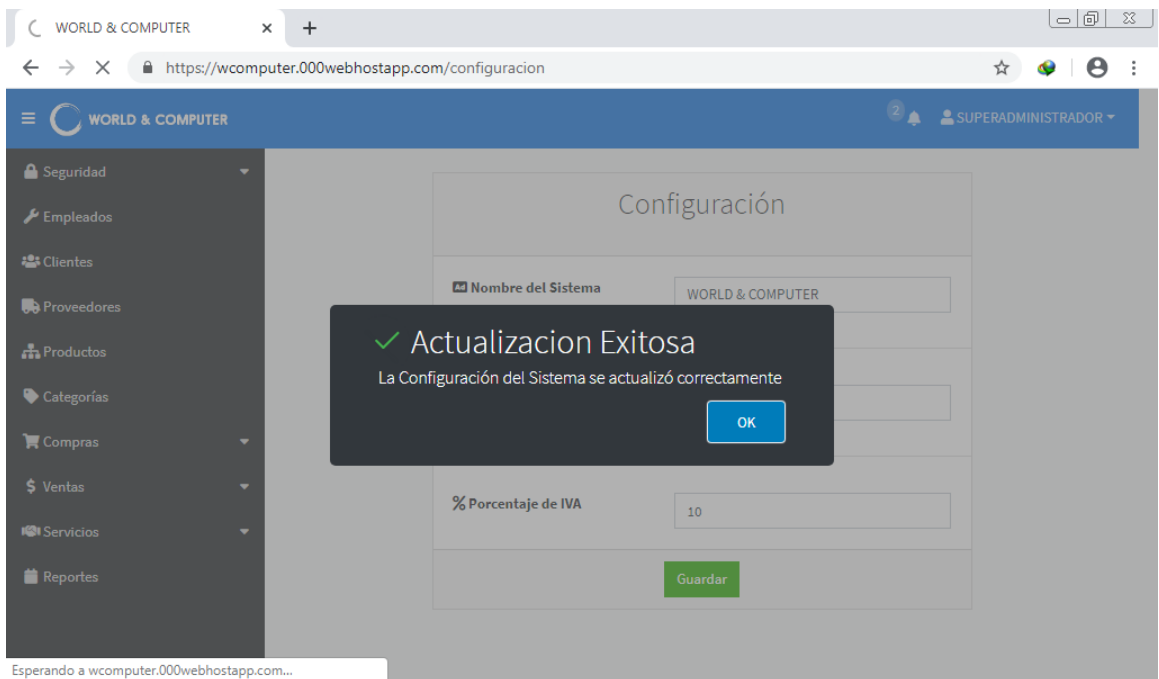 WORLD & COMPUTER
https://wcomputer.000webhostapp.com/configuracion
WORLD & COMPUTER
2
SUPERADMINISTRADOR
Seguridad
Empleados
Clientes
Proveedores
Productos
Categorías
Compras
$ Ventas
Servicios
Reportes
Configuración
Ad Nombre del Sistema
WORLD & COMPUTER
Actualizacion Exitosa
La Configuración del Sistema se actualizó correctamente
OK
% Porcentaje de IVA
10
Guardar
Esperando a wcomputer.000webhostapp.com...